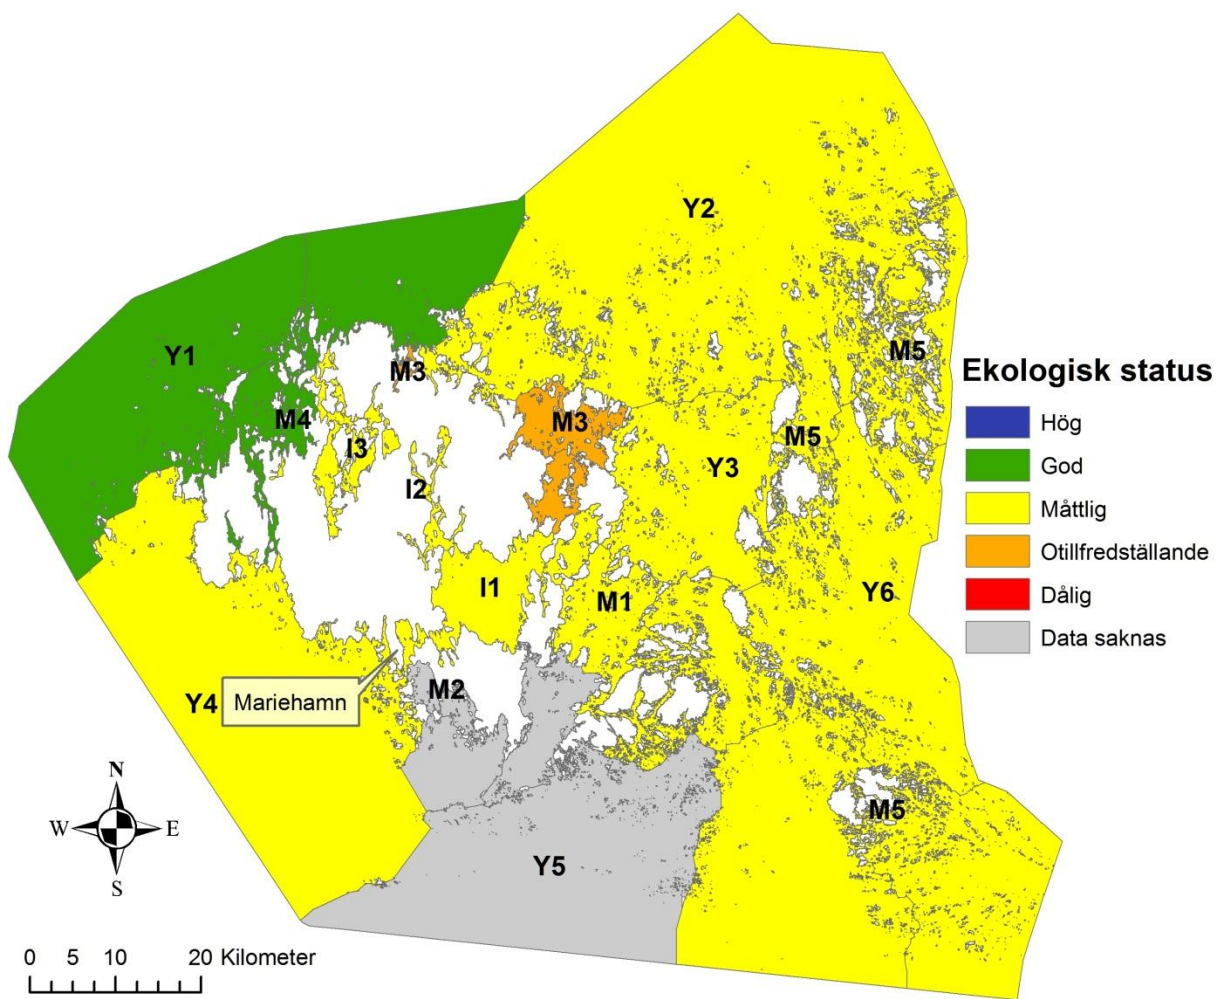 Y2
Y1
M3
M5
Ekologisk status
Hög
God
Måttlig
Otillfredställande
Dålig
Data saknas
M4
M3
M5
I3
Y3
I2
I1
M1
Y6
M2
Y4
Mariehamn
M5
Y5
N
W E
S
0 5 10 20 Kilometer